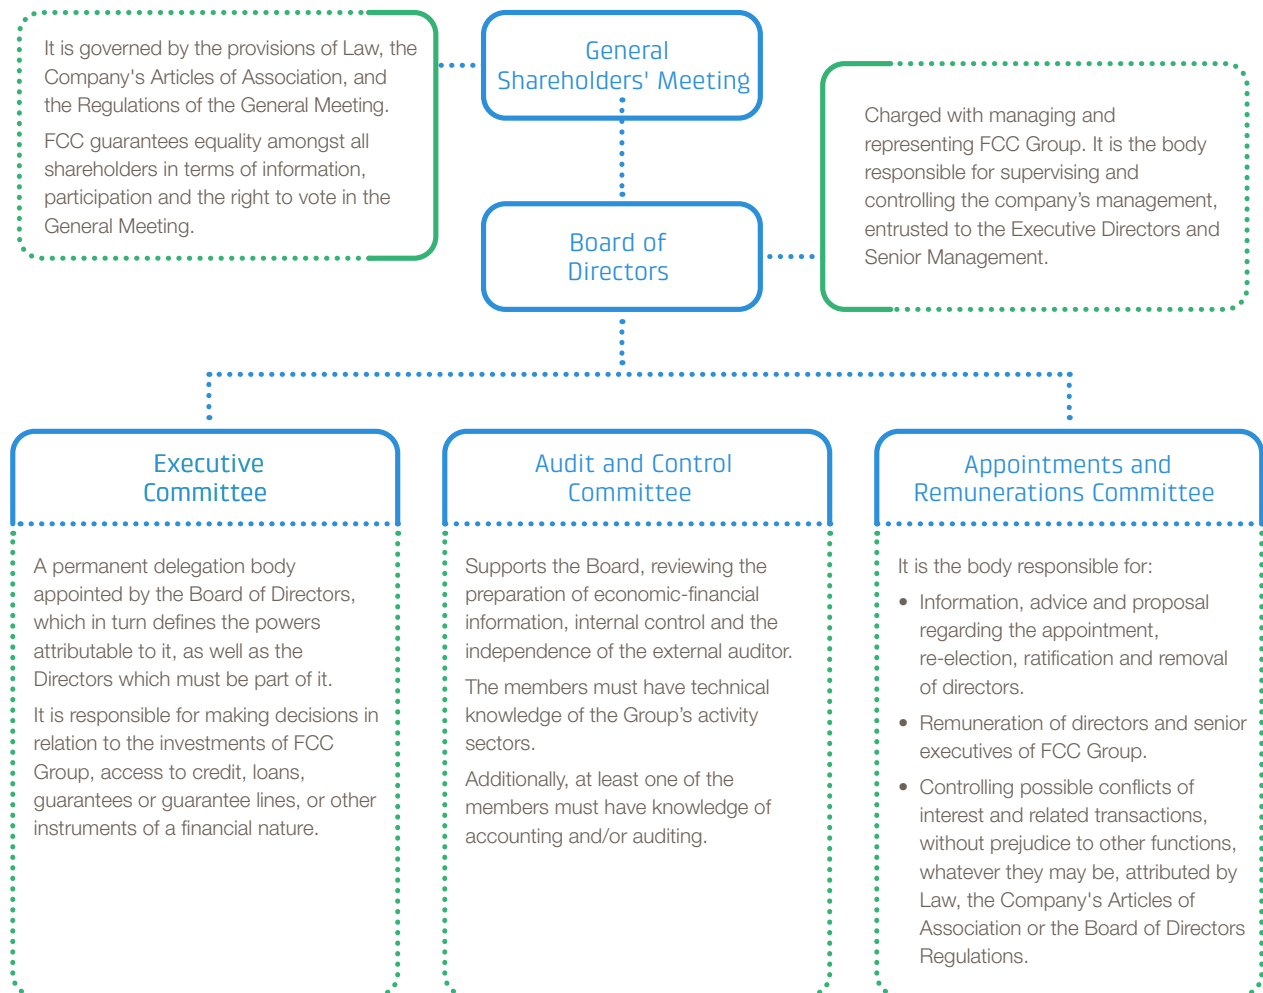 It is governed by the provisions of Law, the
Company's Articles of Association, and
the Regulations of the General Meeting.
FCC guarantees equality amongst all
shareholders in terms of information,
participation and the right to vote in the
General Meeting.
General
Shareholders' Meeting
Charged with managing and
representing FCC Group. It is the body
responsible for supervising and
controlling the company’s management,
entrusted to the Executive Directors and
Senior Management.
Board of
Directors
Executive
Committee
A permanent delegation body
appointed by the Board of Directors,
which in turn defines the powers
attributable to it, as well as the
Directors which must be part of it.
It is responsible for making decisions in
relation to the investments of FCC
Group, access to credit, loans,
guarantees or guarantee lines, or other
instruments of a financial nature.
Audit and Control
Committee
Supports the Board, reviewing the
preparation of economic-financial
information, internal control and the
independence of the external auditor.
The members must have technical
knowledge of the Group’s activity
sectors.
Additionally, at least one of the
members must have knowledge of
accounting and/or auditing.
Appointments and
Remunerations Committee
It is the body responsible for:
• Information, advice and proposal
regarding the appointment,
re-election, ratification and removal
of directors.
• Remuneration of directors and senior
executives of FCC Group.
• Controlling possible conflicts of
interest and related transactions,
without prejudice to other functions,
whatever they may be, attributed by
Law, the Company's Articles of
Association or the Board of Directors
Regulations.